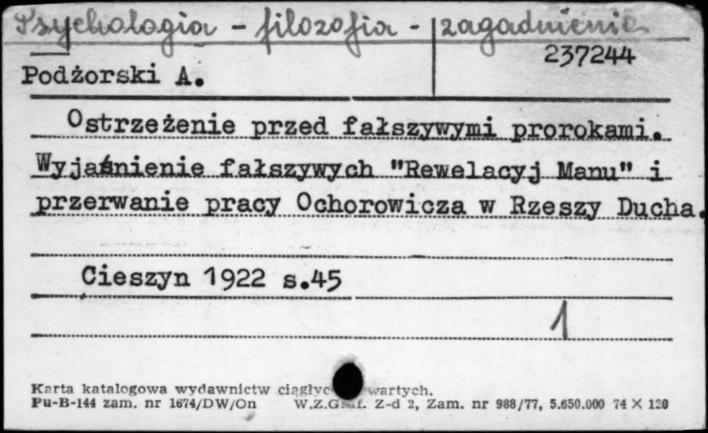 Psychologia - filozofia - zagadnienie
237244
Podżorski A.
Ostrzeżenie przed fałszywymi prorokami.
Wyjaśnienie fałszywych "Rewelacyj Manu" i
przerwanie pracy Ochorowicza w Rzeszy Ducha.
Cieszyn 1922 s.45
1
Karta katalogowa wydawnictw wartych.
Pu-B-144 zam. nr 1674/DW/On W.Z.Graf. Z-d 2, Zam. nr 988/77, 5.650.000 74 X 120